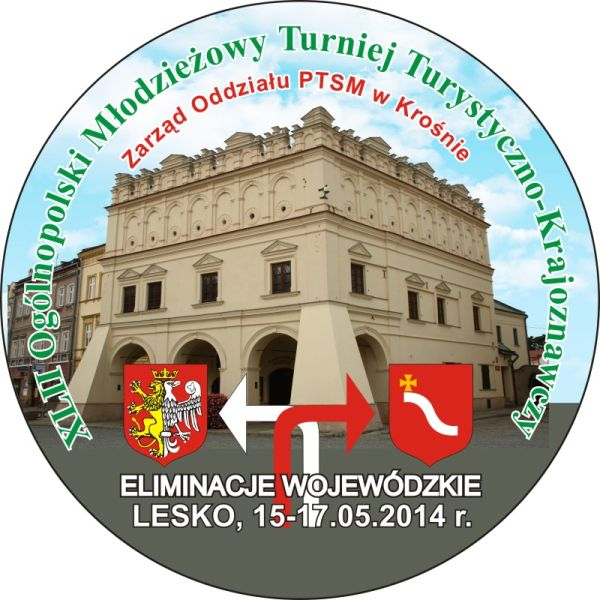 XLIII Ogólnopolski Młodzieżowy Turniej Turystyczno-Krajoznawczy
Zarząd Oddziału PTSM w Krośnie
ELIMINACJE WOJEWÓDZKIE
LESKO, 15-17.05.2014 r.